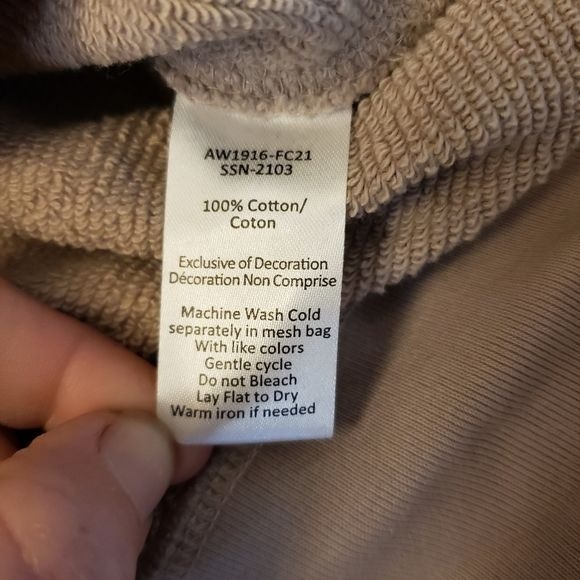 AW1916-FC21
SSN-2103
100% Cotton/
Coton
Exclusive of Decoration
Décoration Non Comprise
Machine Wash Cold
separately in mesh bag
With like colors
Gentle cycle
Do not Bleach
Lay Flat to Dry
Warm iron if needed